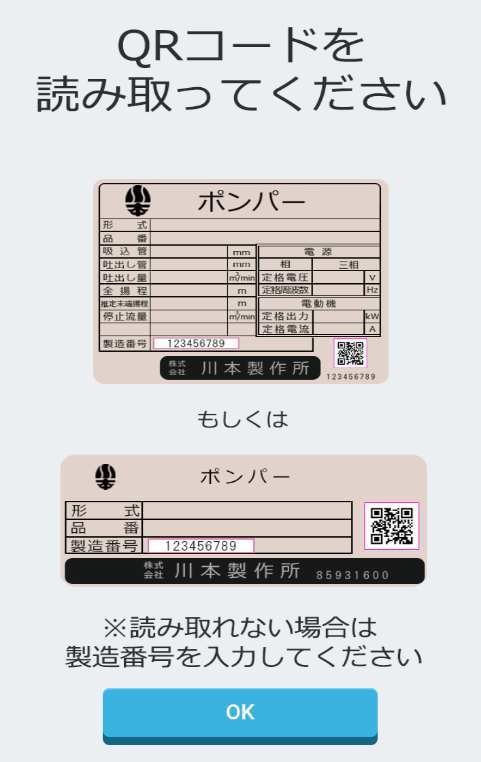 QRコードを
読み取ってください
ポンパー
形 式
品 番
吸込管 mm 電源
吐出し管 mm 相 三相
吐出し量 m³/min 定格電圧 V
全揚程 m 定格周波数 Hz
推定末端揚程 m 電動機
停止流量 m³/min 定格出力 kW
定格電流 A
製造番号 123456789
株式会社 川本製作所 123456789
もしくは
ポンパー
形 式
品 番
製造番号 123456789
株式会社 川本製作所 85931600
※読み取れない場合は
製造番号を入力してください
OK